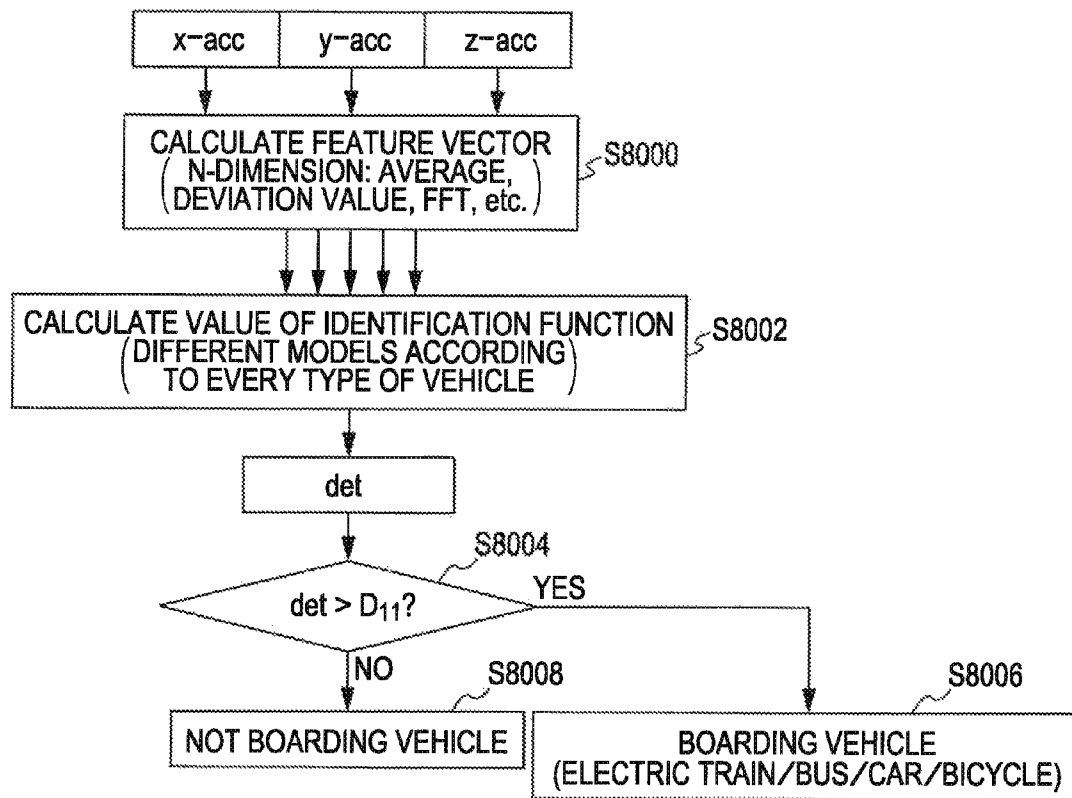 x-acc y-acc z-acc
CALCULATE FEATURE VECTOR
(N-DIMENSION: AVERAGE,
DEVIATION VALUE, FFT, etc.)
S8000
CALCULATE VALUE OF IDENTIFICATION FUNCTION
(DIFFERENT MODELS ACCORDING
TO EVERY TYPE OF VEHICLE)
S8002
det
S8004
det > D₁₁?
YES
NO
S8008
NOT BOARDING VEHICLE
S8006
BOARDING VEHICLE
(ELECTRIC TRAIN/BUS/CAR/BICYCLE)